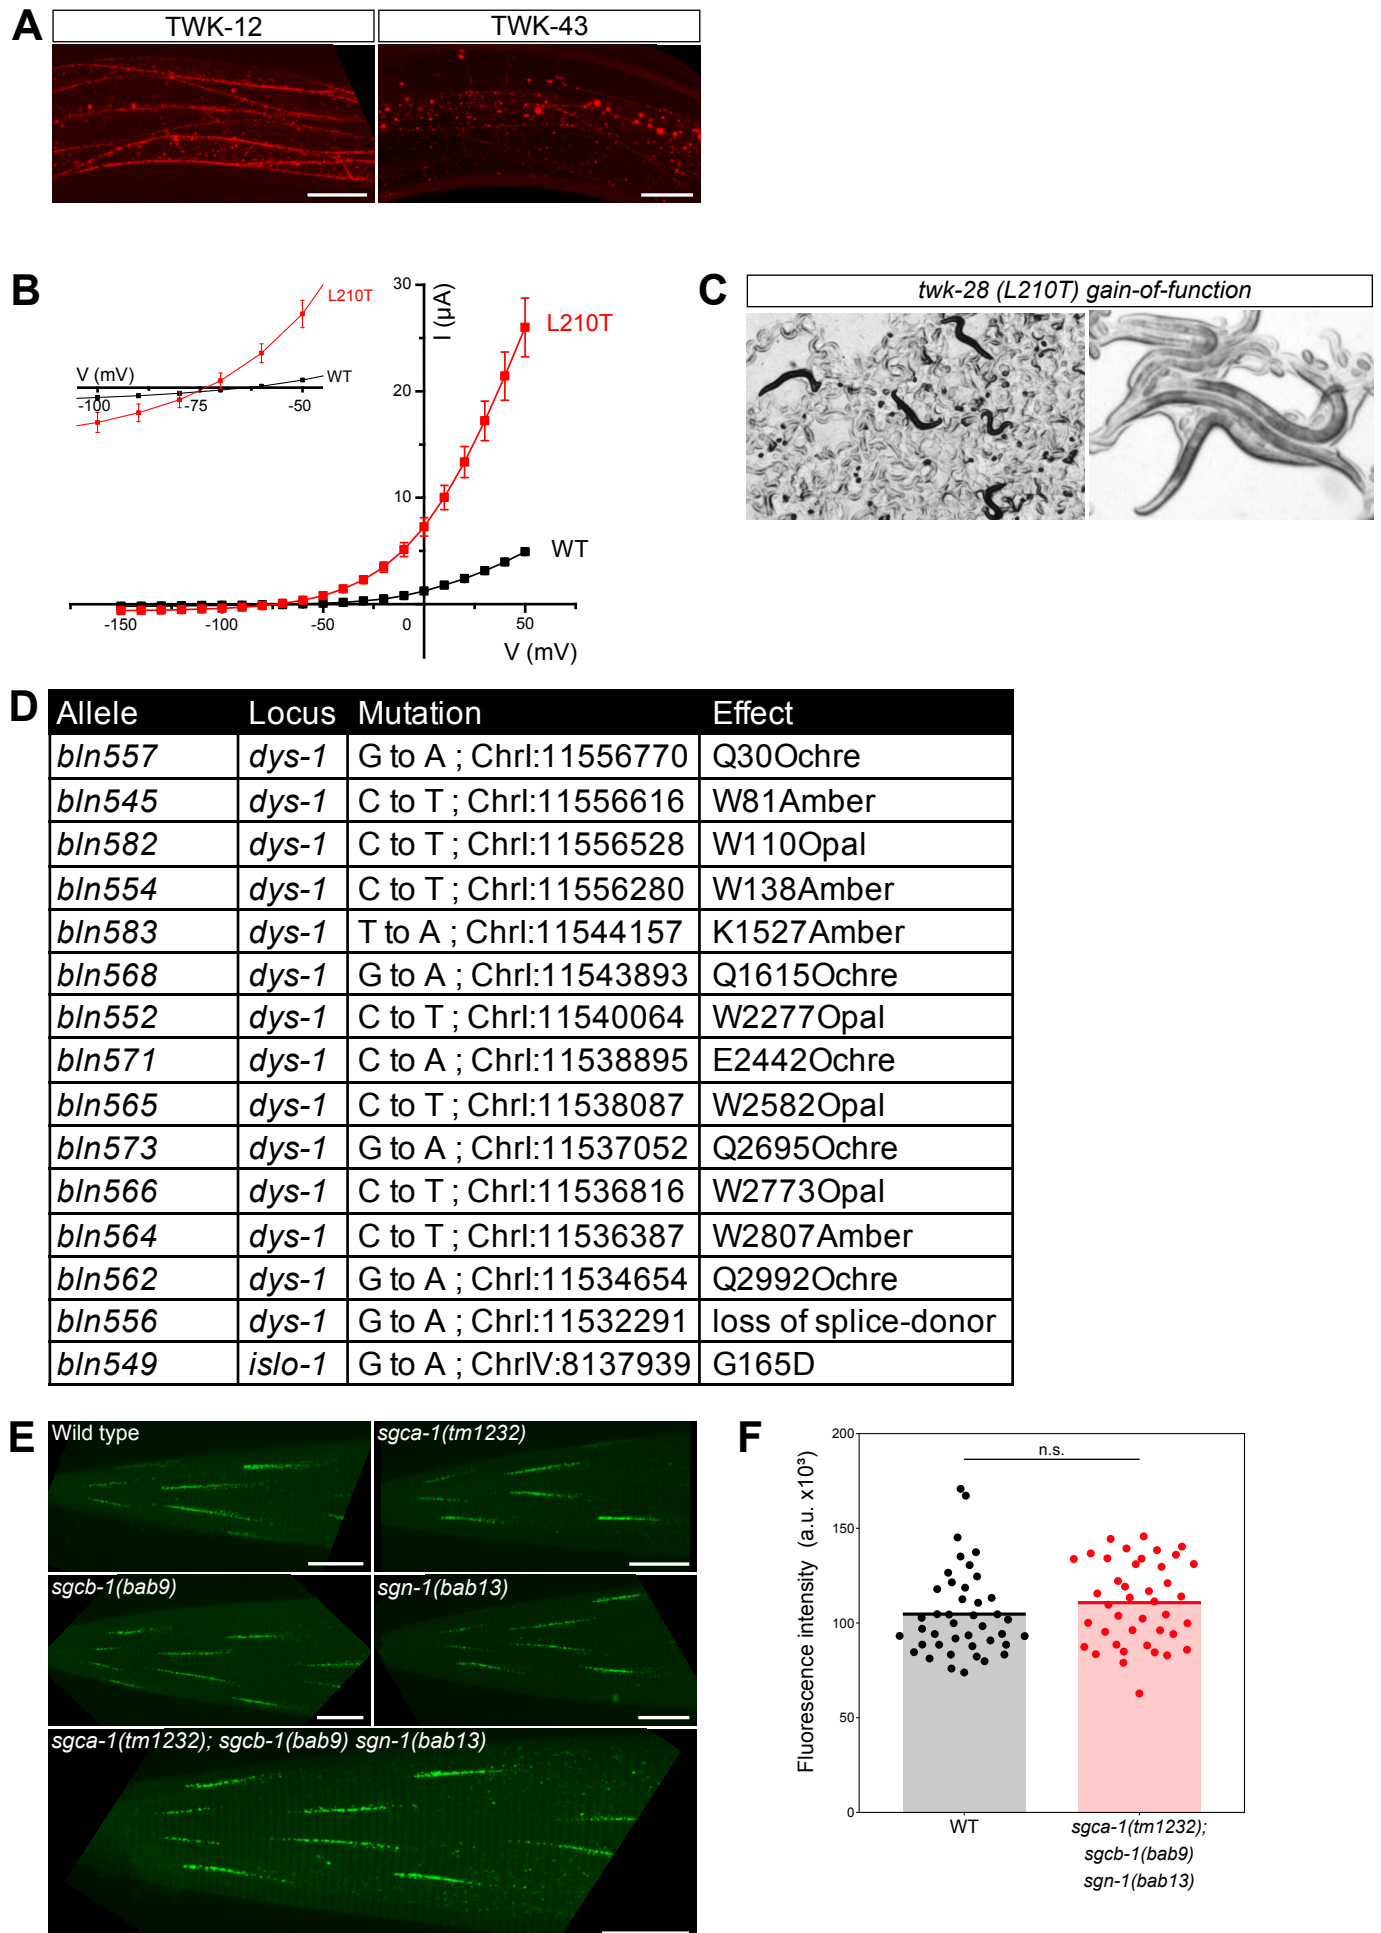 A
TWK-12 TWK-43
B
30
20
10
I (µA)
L210T
WT
-150 -100 -50 0 50
V (mV)
V (mV)
-100 -75 -50
L210T
WT
C
twk-28 (L210T) gain-of-function
D
Allele Locus Mutation Effect
bln557 dys-1 G to A ; ChrI:11556770 Q30Ochre
bln545 dys-1 C to T ; ChrI:11556616 W81Amber
bln582 dys-1 C to T ; ChrI:11556528 W110Opal
bln554 dys-1 C to T ; ChrI:11556280 W138Amber
bln583 dys-1 T to A ; ChrI:11544157 K1527Amber
bln568 dys-1 G to A ; ChrI:11543893 Q1615Ochre
bln552 dys-1 C to T ; ChrI:11540064 W2277Opal
bln571 dys-1 C to A ; ChrI:11538895 E2442Ochre
bln565 dys-1 C to T ; ChrI:11538087 W2582Opal
bln573 dys-1 G to A ; ChrI:11537052 Q2695Ochre
bln566 dys-1 C to T ; ChrI:11536816 W2773Opal
bln564 dys-1 C to T ; ChrI:11536387 W2807Amber
bln562 dys-1 G to A ; ChrI:11534654 Q2992Ochre
bln556 dys-1 G to A ; ChrI:11532291 loss of splice-donor
bln549 islo-1 G to A ; ChrIV:8137939 G165D
E
Wild type sgca-1(tm1232)
sgcb-1(bab9) sgn-1(bab13)
sgca-1(tm1232); sgcb-1(bab9) sgn-1(bab13)
F
Fluorescence intensity (a.u. x10³)
200
150
100
50
0
n.s.
WT
sgca-1(tm1232);
sgcb-1(bab9)
sgn-1(bab13)